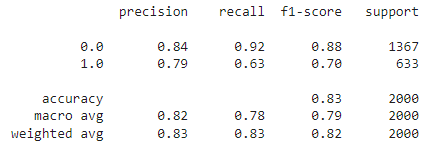 precision recall f1-score support
0.0 0.84 0.92 0.88 1367
1.0 0.79 0.63 0.70 633
accuracy 0.83 2000
macro avg 0.82 0.78 0.79 2000
weighted avg 0.83 0.83 0.82 2000